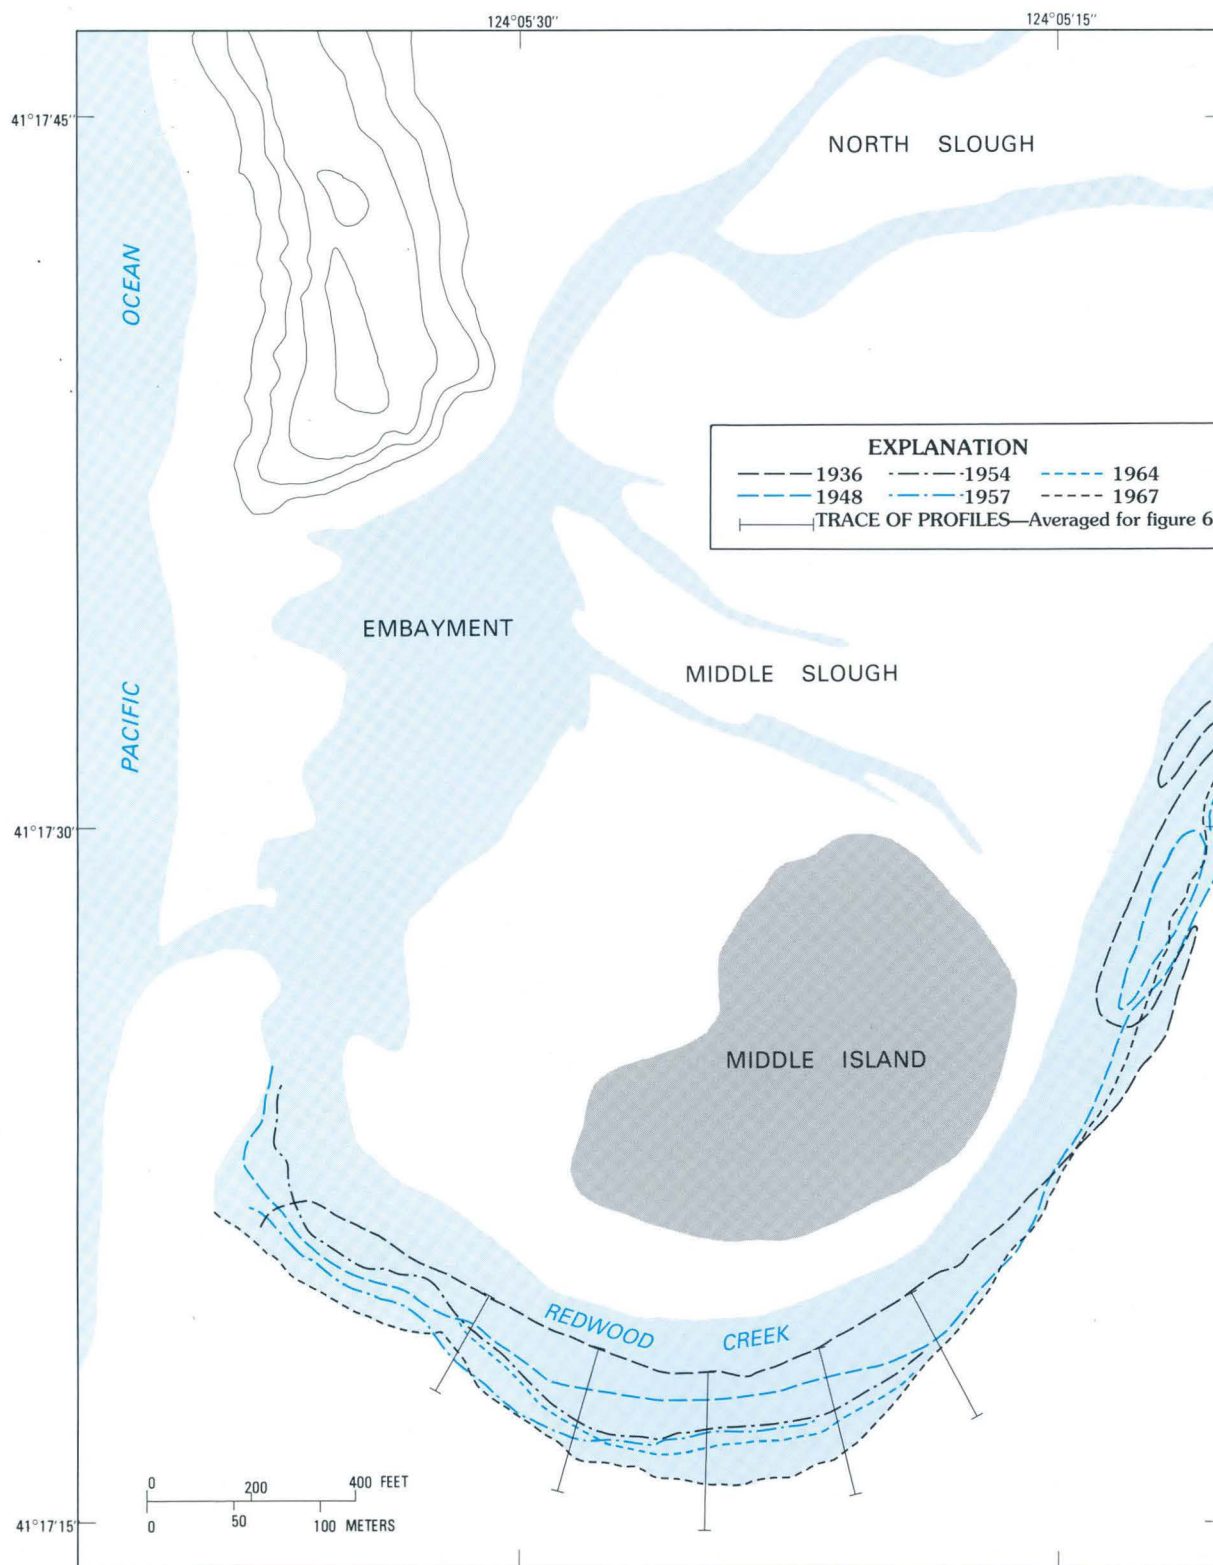 124°05'30''
124°05'15''
41°17'45''
NORTH SLOUGH
OCEAN
EXPLANATION
1936 1954 1964
1948 1957 1967
TRACE OF PROFILES—Averaged for figure 6
EMBAYMENT
MIDDLE SLOUGH
PACIFIC
41°17'30'
MIDDLE ISLAND
REDWOOD CREEK
0 200 400 FEET
0 50 100 METERS
41°17'15''